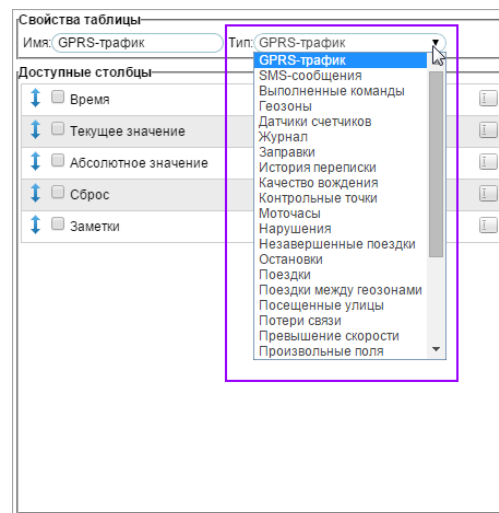 Свойства таблицы
Имя: GPRS-трафик Тип: GPRS-трафик
GPRS-трафик
SMS-сообщения
Выполненные команды
Геозоны
Датчики счетчиков
Журнал
Заправки
История переписки
Качество вождения
Контрольные точки
Моточасы
Нарушения
Незавершенные поездки
Остановки
Поездки
Поездки между геозонами
Посещенные улицы
Потери связи
Превышение скорости
Произвольные поля
Доступные столбцы
Время
Текущее значение
Абсолютное значение
Сброс
Заметки